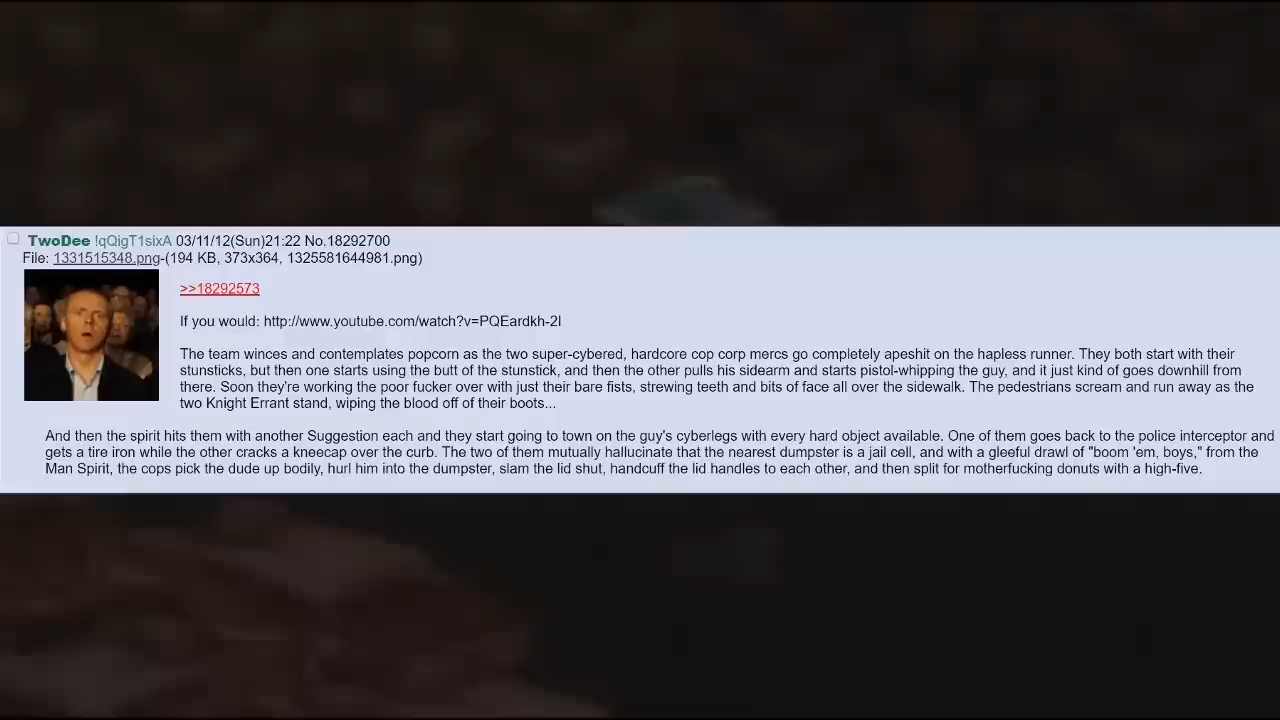 TwoDee !qQigT1sixA 03/11/12(Sun)21:22 No.18292700
File: 1331515348.png-(194 KB, 373x364, 1325581644981.png)
>>18292573
If you would: http://www.youtube.com/watch?v=PQEardkh-2I
The team winces and contemplates popcorn as the two super-cybered, hardcore cop corp mercs go completely apeshit on the hapless runner. They both start with their
stunsticks, but then one starts using the butt of the stunstick, and then the other pulls his sidearm and starts pistol-whipping the guy, and it just kind of goes downhill from
there. Soon they're working the poor fucker over with just their bare fists, strewing teeth and bits of face all over the sidewalk. The pedestrians scream and run away as the
two Knight Errant stand, wiping the blood off of their boots...
And then the spirit hits them with another Suggestion each and they start going to town on the guy's cyberlegs with every hard object available. One of them goes back to the police interceptor and
gets a tire iron while the other cracks a kneecap over the curb. The two of them mutually hallucinate that the nearest dumpster is a jail cell, and with a gleeful drawl of "boom 'em, boys," from the
Man Spirit, the cops pick the dude up bodily, hurl him into the dumpster, slam the lid shut, handcuff the lid handles to each other, and then split for motherfucking donuts with a high-five.